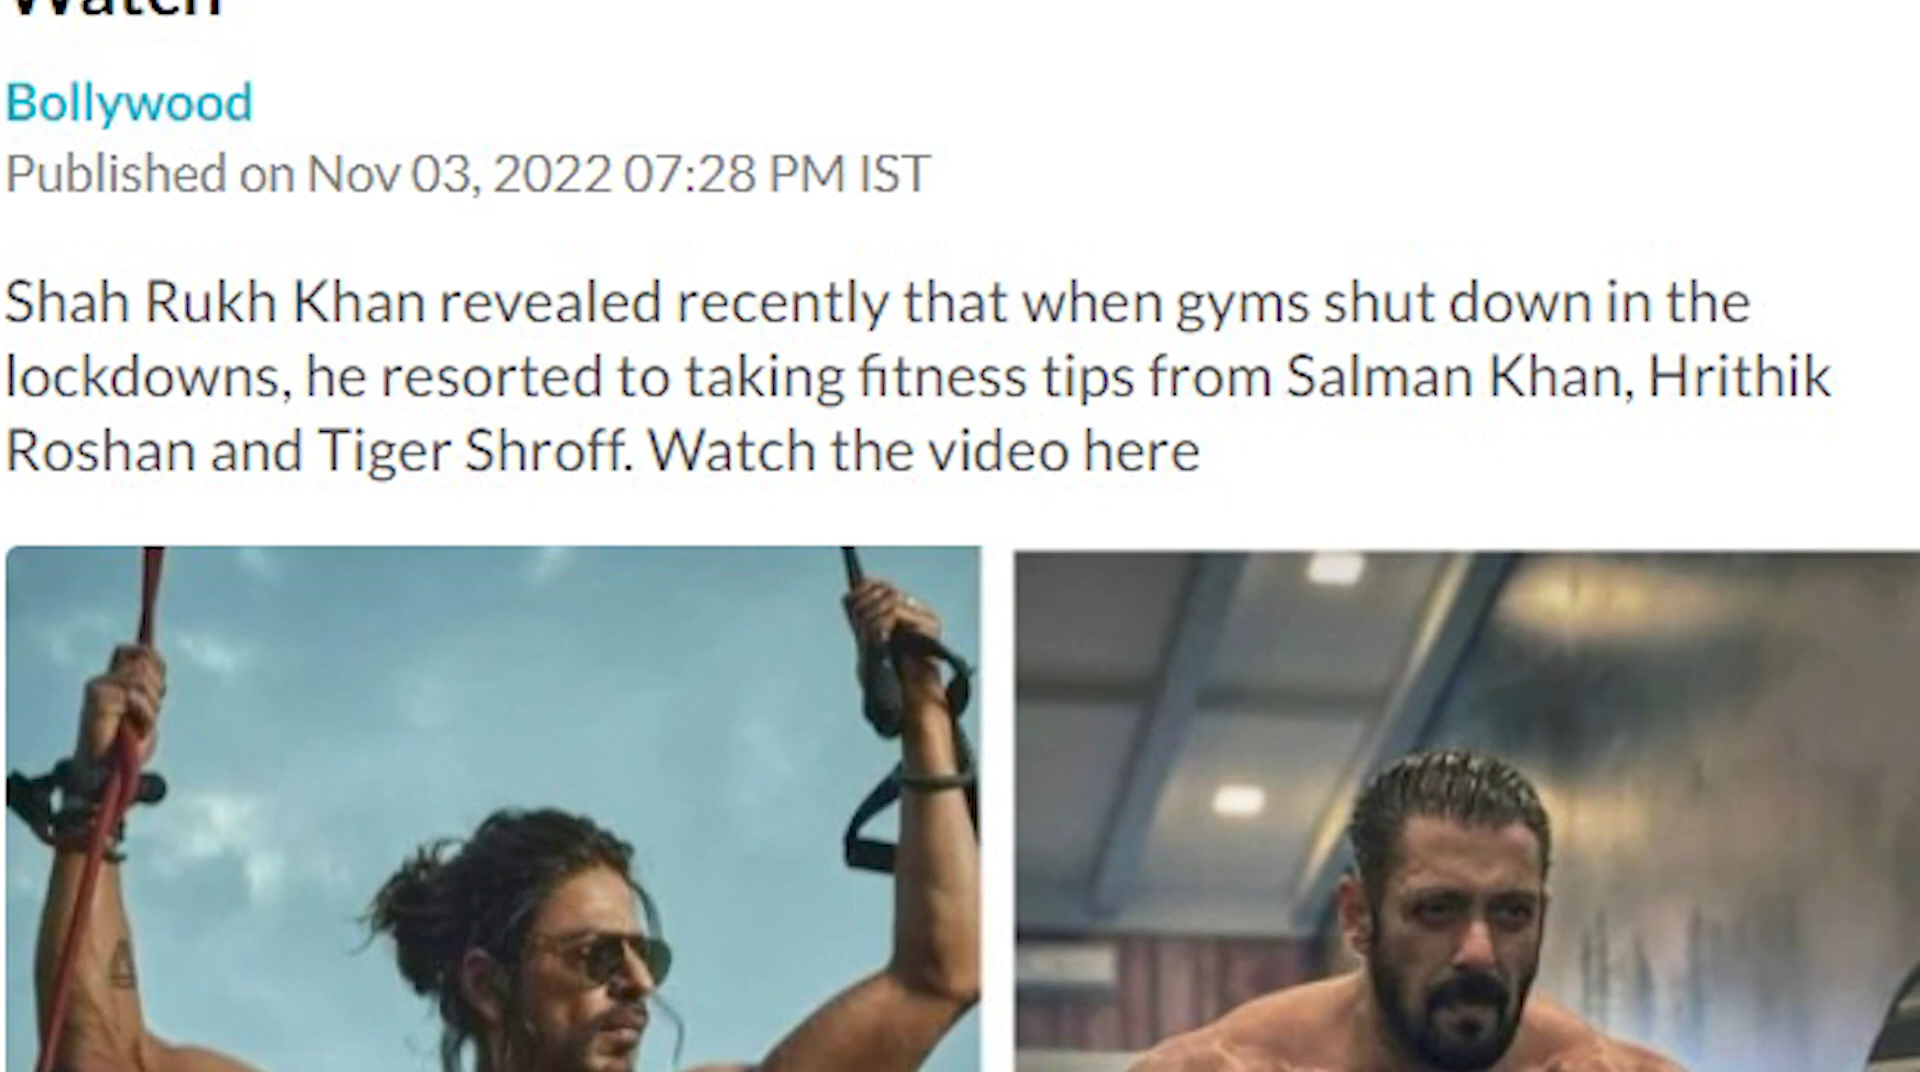 Watch
Bollywood
Published on Nov 03, 2022 07:28 PM IST
Shah Rukh Khan revealed recently that when gyms shut down in the
lockdowns, he resorted to taking fitness tips from Salman Khan, Hrithik
Roshan and Tiger Shroff. Watch the video here